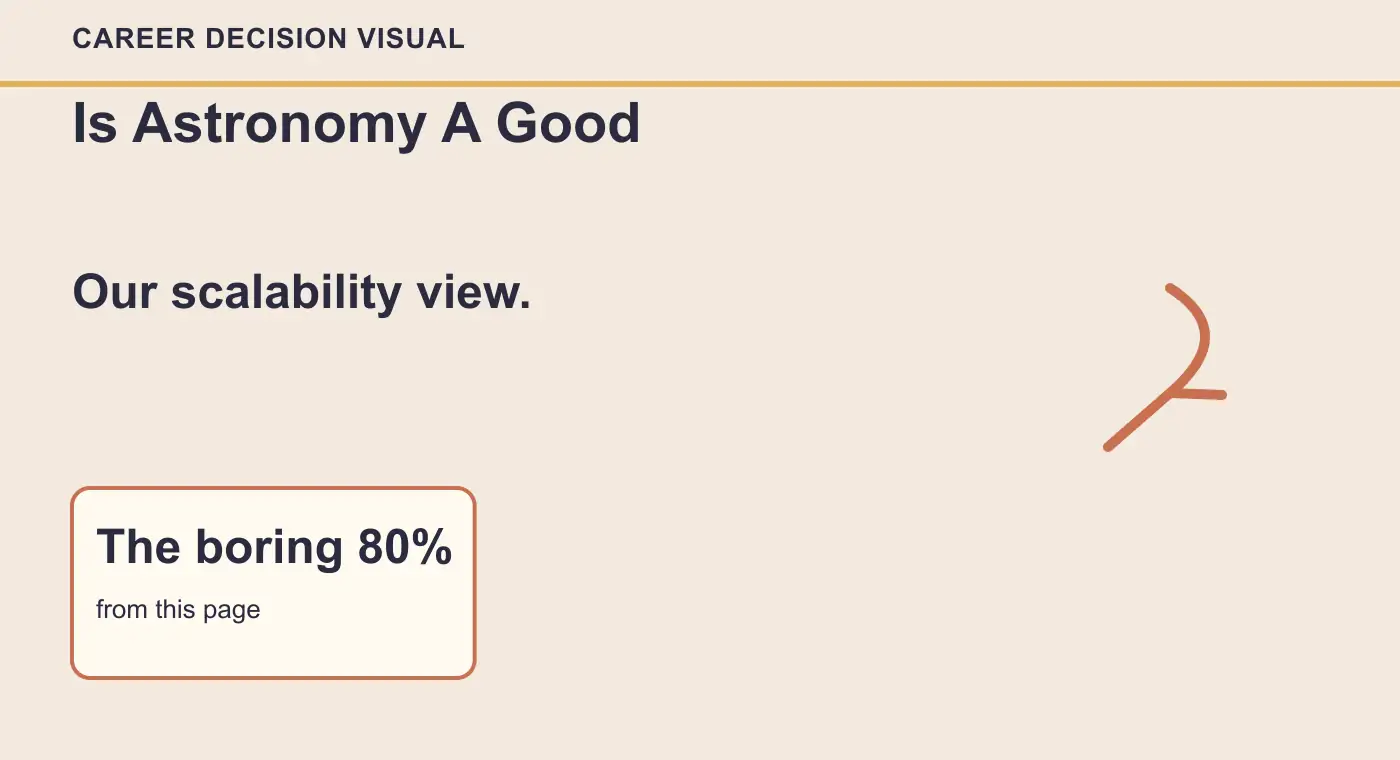 CAREER DECISION VISUAL
Is Astronomy A Good
Our scalability view.
The boring 80%
from this page